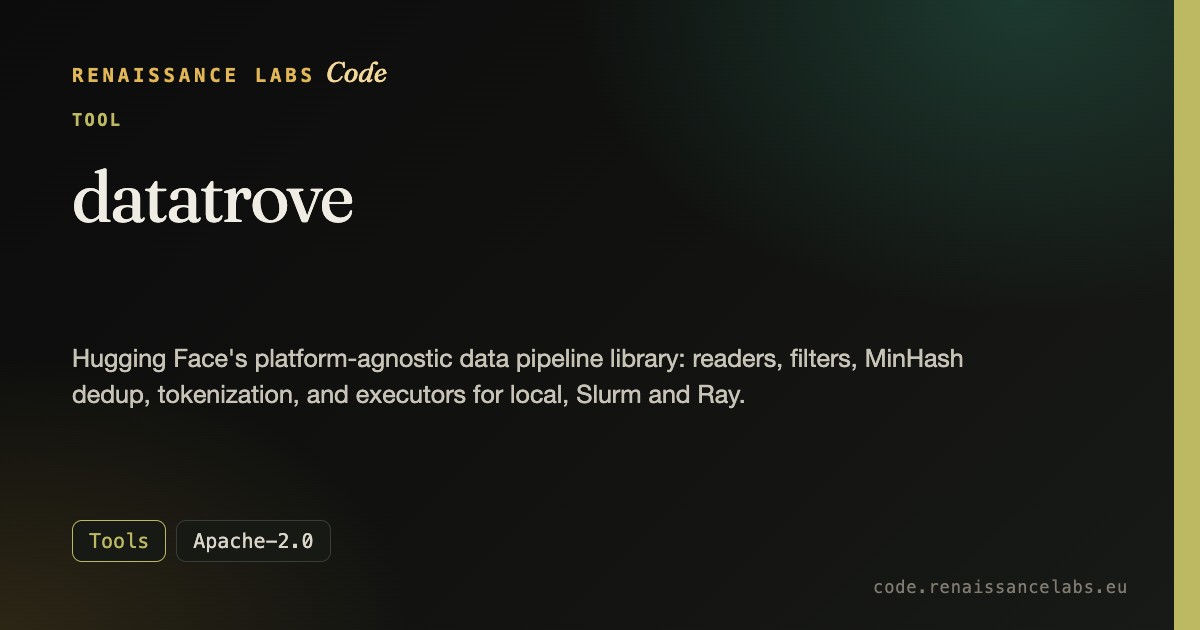 RENAISSANCE LABS Code
TOOL
datatrove
Hugging Face's platform-agnostic data pipeline library: readers, filters, MinHash
dedup, tokenization, and executors for local, Slurm and Ray.
Tools
Apache-2.0
code.renaissancelabs.eu